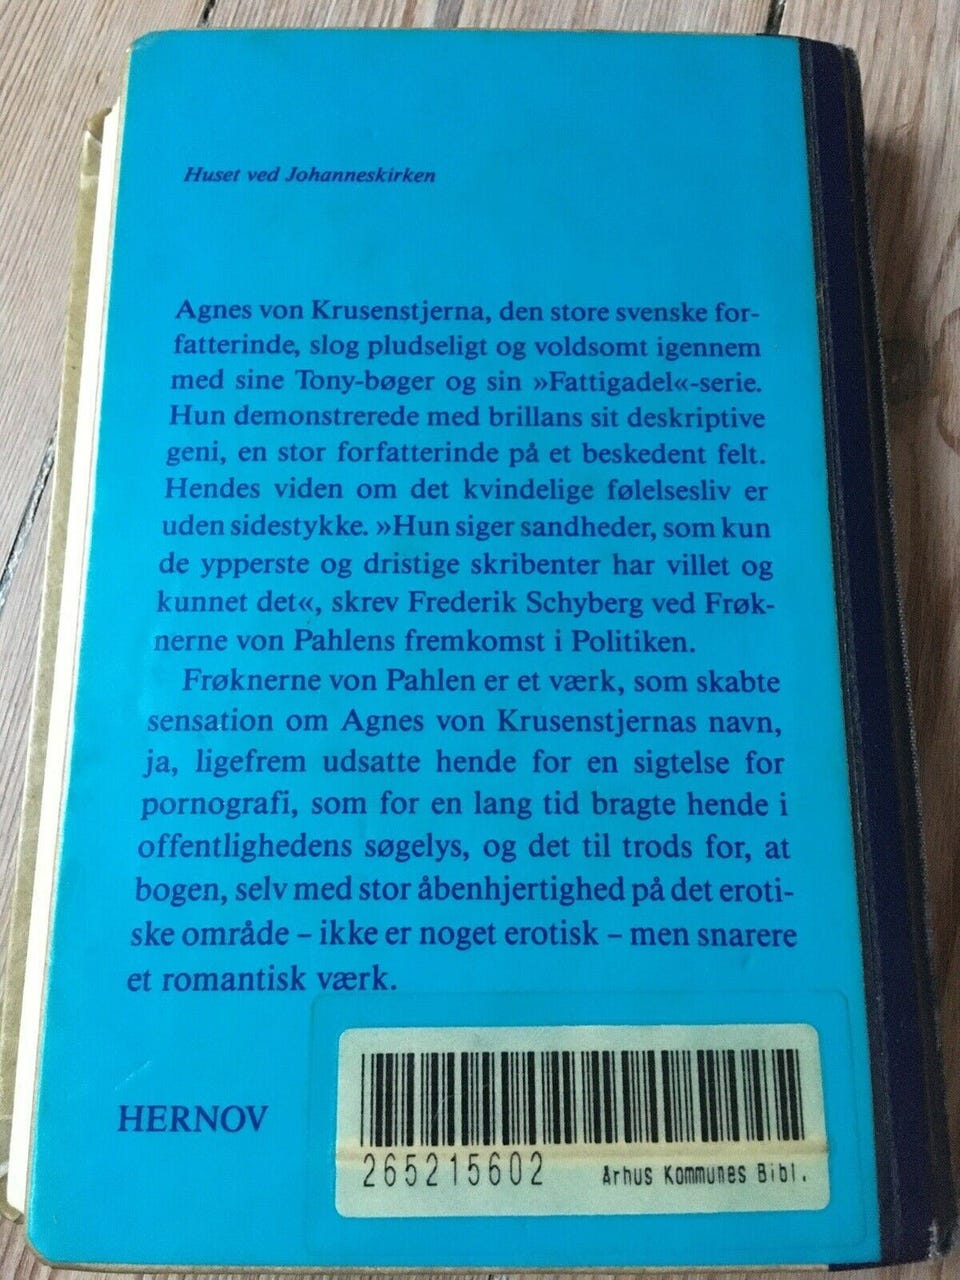 Huset ved Johanneskirken
Agnes von Krusenstjerna, den store svenske for-
fatterinde, slog pludseligt og voldsomt igennem
med sine Tony-bøger og sin »Fattigadel«-serie.
Hun demonstrerede med brillans sit deskriptive
geni, en stor forfatterinde på et beskedent felt.
Hendes viden om det kvindelige følelsesliv er
uden sidestykke. »Hun siger sandheder, som kun
de ypperste og dristige skribenter har villet og
kunnet det«, skrev Frederik Schyberg ved Frøk-
nerne von Pahlens fremkomst i Politiken.
Frøknerne von Pahlen er et værk, som skabte
sensation om Agnes von Krusenstjernas navn,
ja, ligefrem udsatte hende for en sigtelse for
pornografi, som for en lang tid bragte hende i
offentlighedens søgelys, og det til trods for, at
bogen, selv med stor åbenhjertighed på det eroti-
ske område – ikke er noget erotisk – men snarere
et romantisk værk.
HERNOV
265215602 Århus Kommunes Bibl.